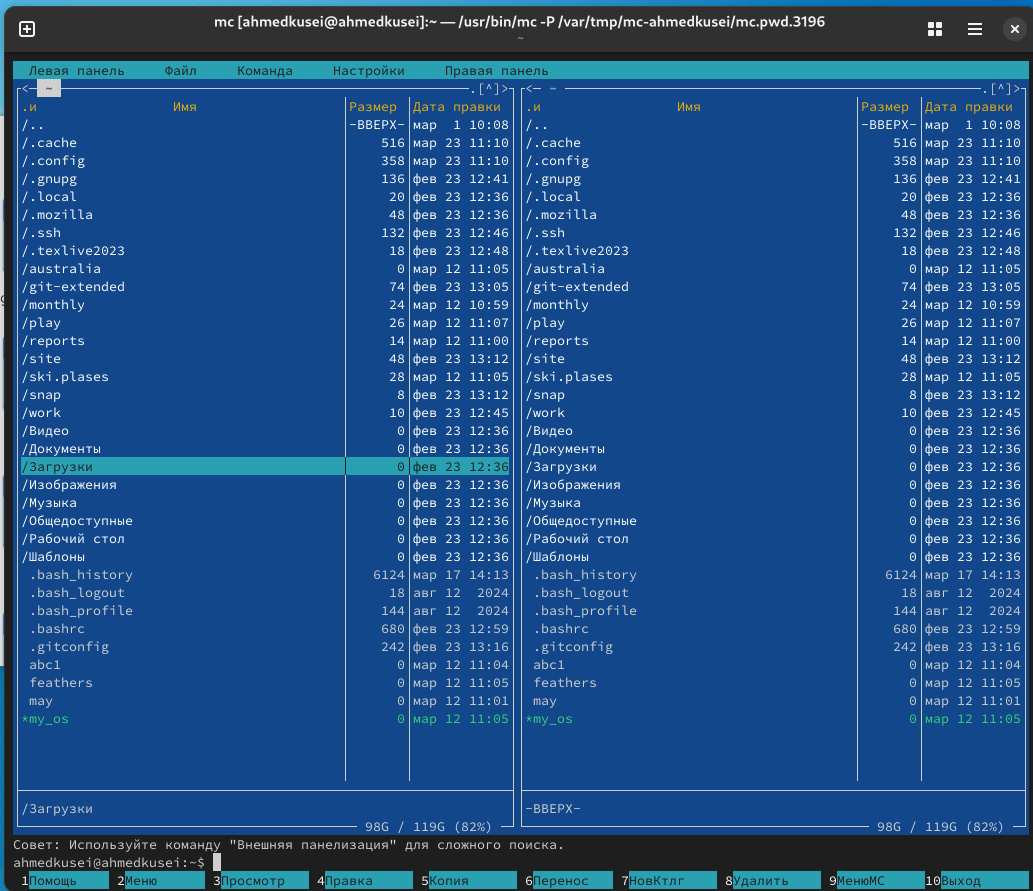 mc [ahmedkusei@ahmedkusei]:~ — /usr/bin/mc -P /var/tmp/mc-ahmedkusei/mc.pwd.3196
~
Левая панель Файл Команда Настройки Правая панель
<─ ~ .[^]> <─ ~ .[^]>
.и Имя Размер Дата правки .и Имя Размер Дата правки
/.. -ВВЕРХ- мар 1 10:08 /.. -ВВЕРХ- мар 1 10:08
/.cache 516 мар 23 11:10 /.cache 516 мар 23 11:10
/.config 358 мар 23 11:10 /.config 358 мар 23 11:10
/.gnupg 136 фев 23 12:41 /.gnupg 136 фев 23 12:41
/.local 20 фев 23 12:36 /.local 20 фев 23 12:36
/.mozilla 48 фев 23 12:36 /.mozilla 48 фев 23 12:36
/.ssh 132 фев 23 12:46 /.ssh 132 фев 23 12:46
/.texlive2023 18 фев 23 12:48 /.texlive2023 18 фев 23 12:48
/australia 0 мар 12 11:05 /australia 0 мар 12 11:05
/git-extended 74 фев 23 13:05 /git-extended 74 фев 23 13:05
/monthly 24 мар 12 10:59 /monthly 24 мар 12 10:59
/play 26 мар 12 11:07 /play 26 мар 12 11:07
/reports 14 мар 12 11:00 /reports 14 мар 12 11:00
/site 48 фев 23 13:12 /site 48 фев 23 13:12
/ski.plases 28 мар 12 11:05 /ski.plases 28 мар 12 11:05
/snap 8 фев 23 13:12 /snap 8 фев 23 13:12
/work 10 фев 23 12:45 /work 10 фев 23 12:45
/Видео 0 фев 23 12:36 /Видео 0 фев 23 12:36
/Документы 0 фев 23 12:36 /Документы 0 фев 23 12:36
/Загрузки 0 фев 23 12:36 /Загрузки 0 фев 23 12:36
/Изображения 0 фев 23 12:36 /Изображения 0 фев 23 12:36
/Музыка 0 фев 23 12:36 /Музыка 0 фев 23 12:36
/Общедоступные 0 фев 23 12:36 /Общедоступные 0 фев 23 12:36
/Рабочий стол 0 фев 23 12:36 /Рабочий стол 0 фев 23 12:36
/Шаблоны 0 фев 23 12:36 /Шаблоны 0 фев 23 12:36
.bash_history 6124 мар 17 14:13 .bash_history 6124 мар 17 14:13
.bash_logout 18 авг 12 2024 .bash_logout 18 авг 12 2024
.bash_profile 144 авг 12 2024 .bash_profile 144 авг 12 2024
.bashrc 680 фев 23 12:59 .bashrc 680 фев 23 12:59
.gitconfig 242 фев 23 13:16 .gitconfig 242 фев 23 13:16
abc1 0 мар 12 11:04 abc1 0 мар 12 11:04
feathers 0 мар 12 11:05 feathers 0 мар 12 11:05
may 0 мар 12 11:01 may 0 мар 12 11:01
*my_os 0 мар 12 11:05 *my_os 0 мар 12 11:05
/Загрузки -ВВЕРХ-
98G / 119G (82%) 98G / 119G (82%)
Совет: Используйте команду "Внешняя панелизация" для сложного поиска.
ahmedkusei@ahmedkusei:~$
1Помощь 2Меню 3Просмотр 4Правка 5Копия 6Перенос 7НовКтлг 8Удалить 9МенюMC 10Выход